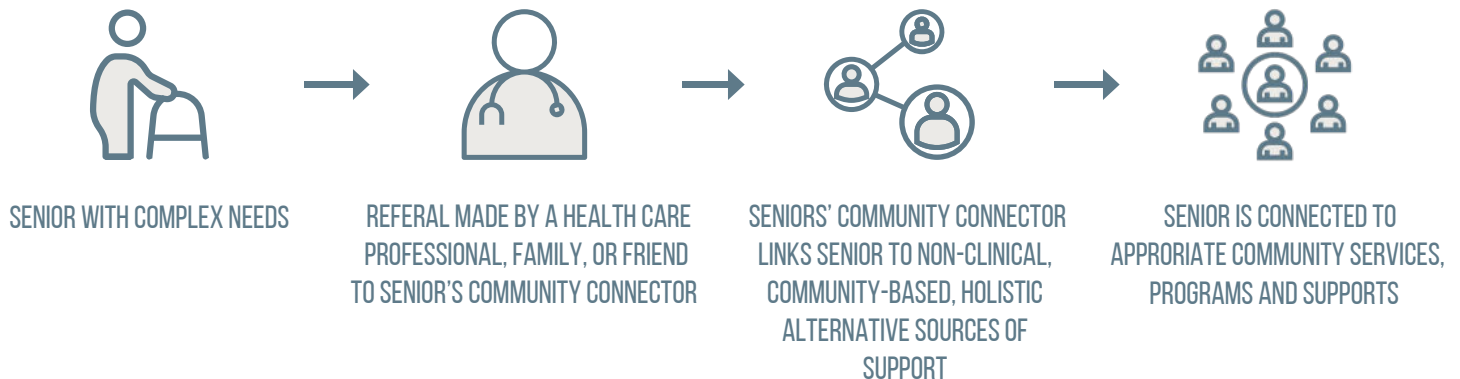 SENIOR WITH COMPLEX NEEDS
REFERAL MADE BY A HEALTH CARE
PROFESSIONAL, FAMILY, OR FRIEND
TO SENIOR'S COMMUNITY CONNECTOR
SENIORS' COMMUNITY CONNECTOR
LINKS SENIOR TO NON-CLINICAL,
COMMUNITY-BASED, HOLISTIC
ALTERNATIVE SOURCES OF
SUPPORT
SENIOR IS CONNECTED TO
APPRORIATE COMMUNITY SERVICES,
PROGRAMS AND SUPPORTS